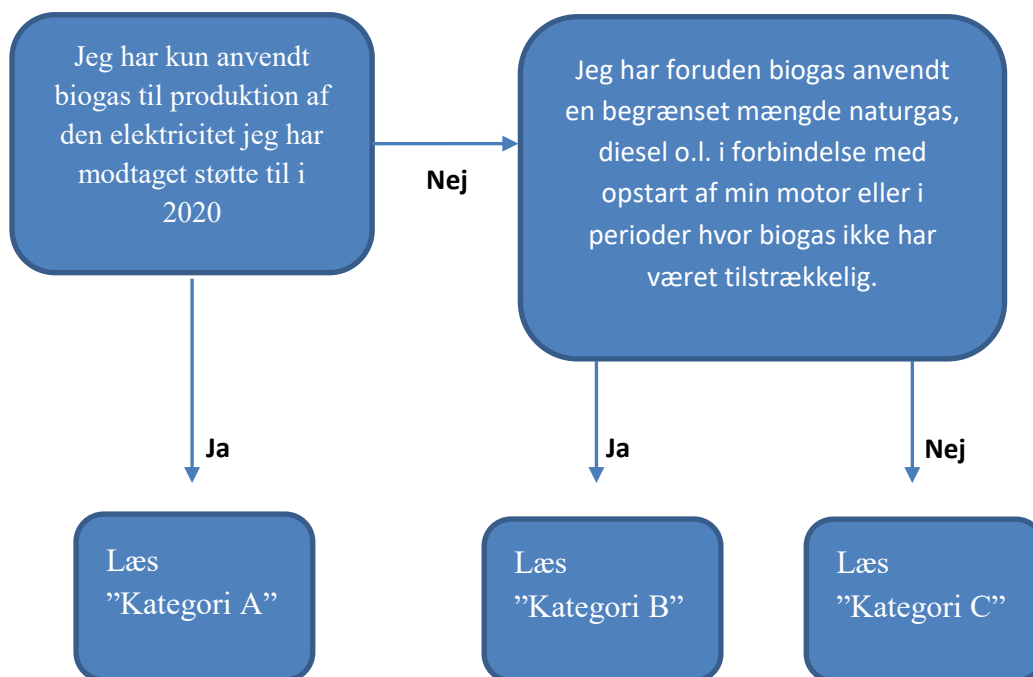 Jeg har kun anvendt
biogas til produktion af
den elektricitet jeg har
modtaget støtte til i
2020
Nej
Jeg har foruden biogas anvendt
en begrænset mængde naturgas,
diesel o.l. i forbindelse med
opstart af min motor eller i
perioder hvor biogas ikke har
været tilstrækkelig.
Ja
Ja
Nej
Læs
”Kategori A”
Læs
”Kategori B”
Læs
”Kategori C”